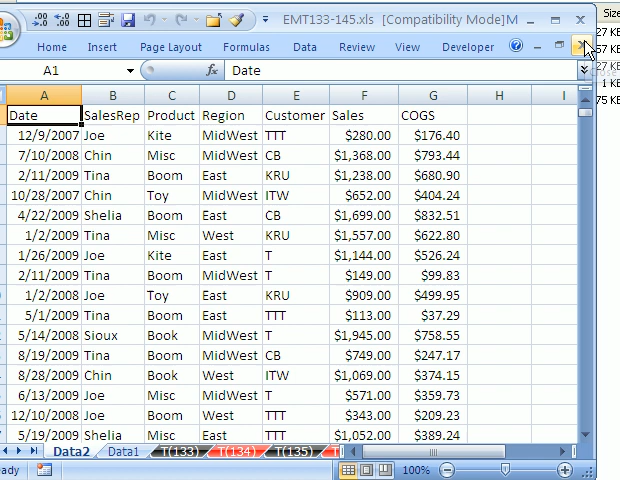 EMT133-145.xls [Compatibility Mode] M
Home Insert Page Layout Formulas Data Review View Developer
A1 fx Date
A B C D E F G H I
Date SalesRep Product Region Customer Sales COGS
12/9/2007 Joe Kite MidWest TTT $280.00 $176.40
7/10/2008 Chin Misc MidWest CB $1,368.00 $793.44
2/11/2009 Tina Boom East KRU $1,238.00 $680.90
10/28/2007 Chin Toy MidWest ITW $652.00 $404.24
4/22/2009 Shelia Boom East CB $1,699.00 $832.51
1/2/2009 Tina Misc West KRU $1,557.00 $622.80
1/26/2009 Joe Kite East T $1,144.00 $526.24
2/11/2009 Tina Boom MidWest T $149.00 $99.83
1/2/2008 Joe Toy East KRU $909.00 $499.95
5/1/2009 Tina Boom East TTT $113.00 $37.29
5/14/2008 Sioux Book MidWest T $1,945.00 $758.55
8/19/2009 Tina Boom MidWest CB $749.00 $247.17
8/28/2009 Chin Book West ITW $1,069.00 $374.15
6/13/2009 Joe Misc MidWest T $571.00 $359.73
12/10/2008 Joe Boom West TTT $343.00 $209.23
5/19/2009 Shelia Misc East TTT $1,052.00 $389.24
Data2 Data1 T(133) T(134) T(135) T
eady 100%
Size
27 KB
57 KB
27 KB
1 KB
75 KB